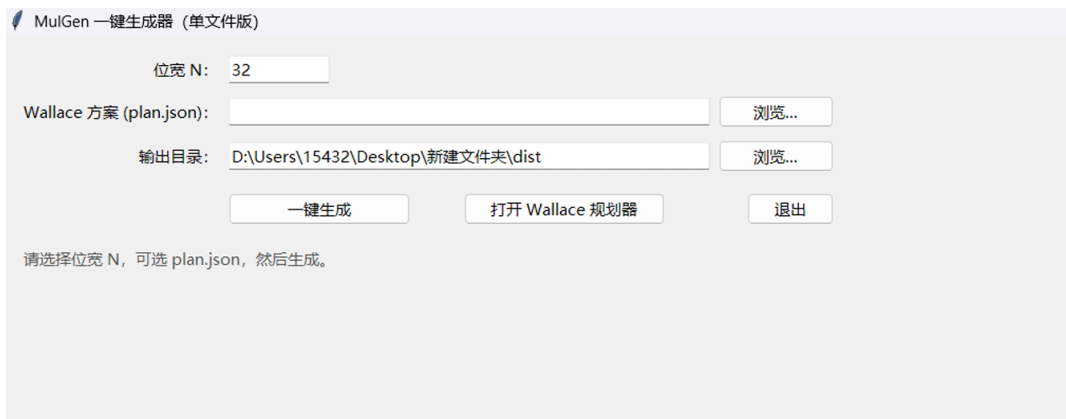 MulGen 一键生成器 (单文件版)
位宽 N: 32
Wallace 方案 (plan.json): 浏览...
输出目录: D:\Users\15432\Desktop\新建文件夹\dist 浏览...
一键生成 打开 Wallace 规划器 退出
请选择位宽 N，可选 plan.json，然后生成。